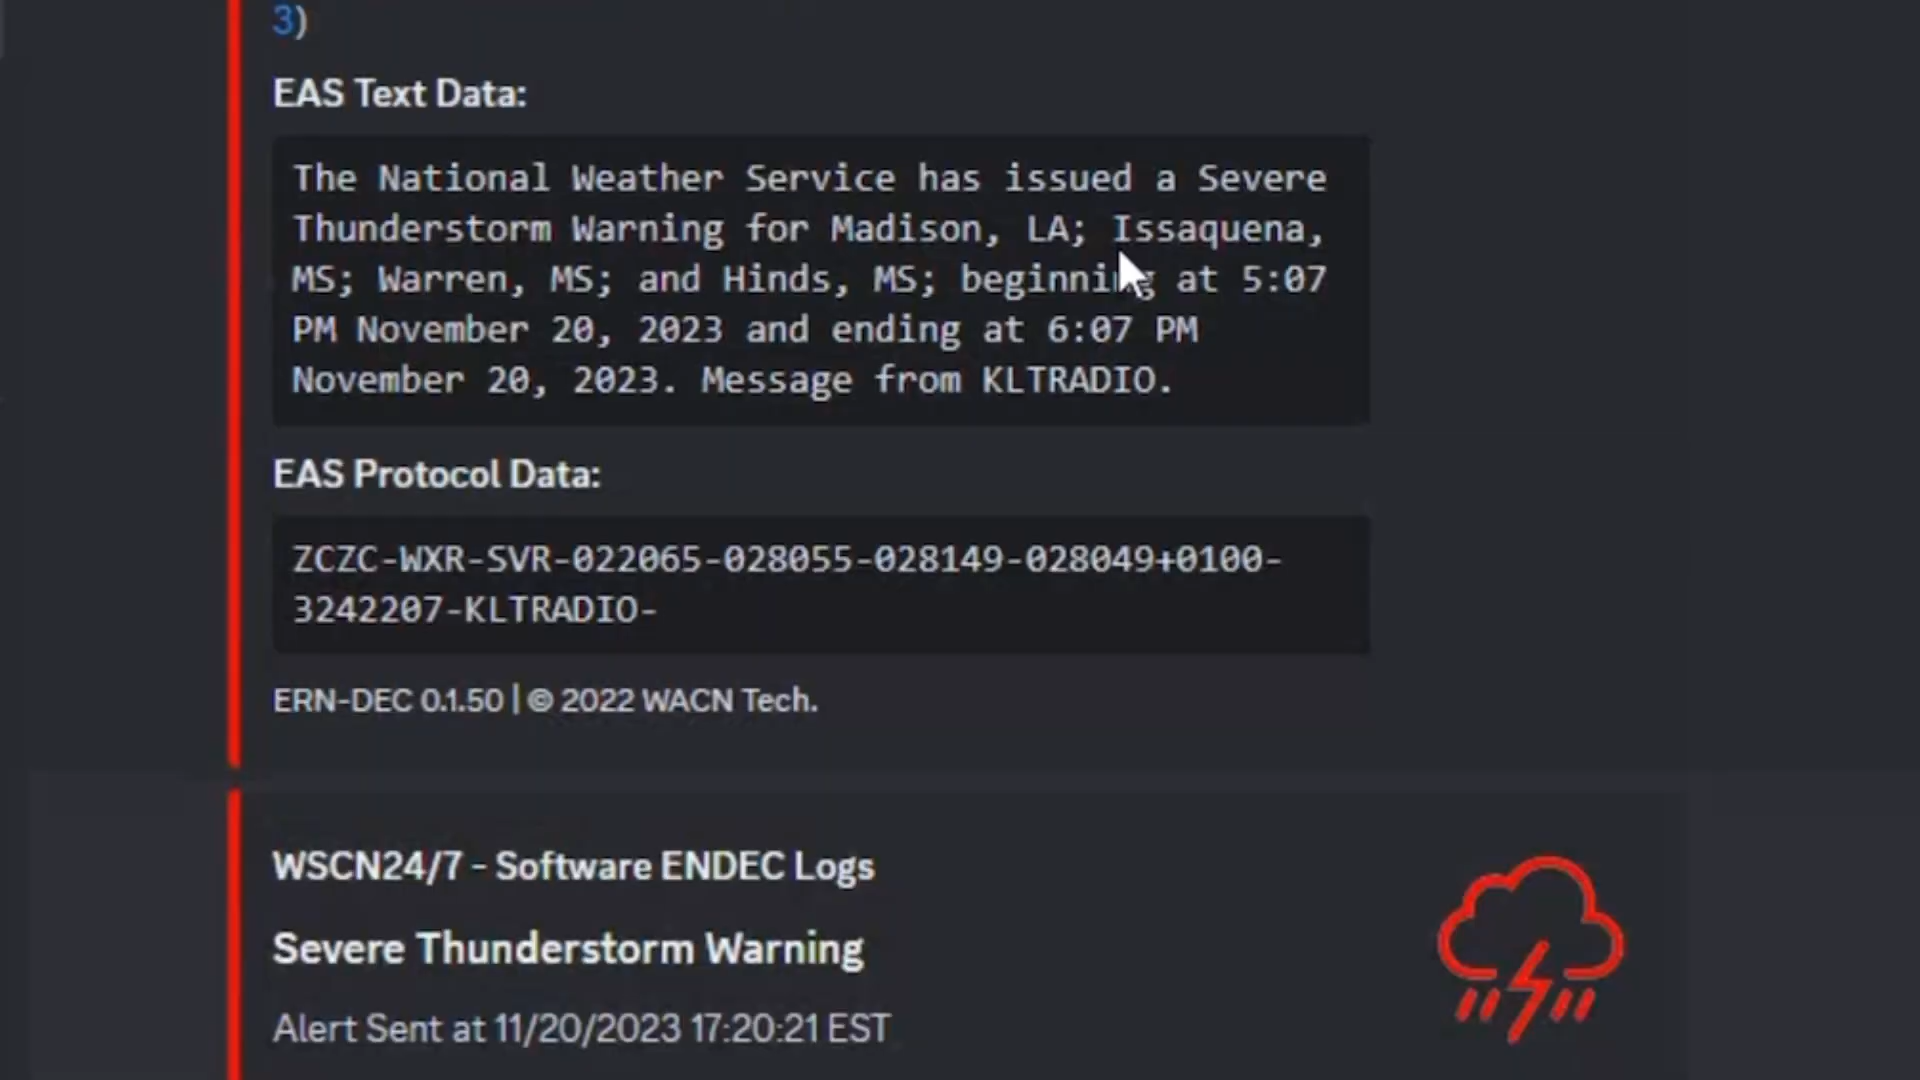 3)
EAS Text Data:
The National Weather Service has issued a Severe
Thunderstorm Warning for Madison, LA; Issaquena,
MS; Warren, MS; and Hinds, MS; beginning at 5:07
PM November 20, 2023 and ending at 6:07 PM
November 20, 2023. Message from KLTRADIO.
EAS Protocol Data:
ZCZC-WXR-SVR-022065-028055-028149-028049+0100-
3242207-KLTRADIO-
ERN-DEC 0.1.50 | © 2022 WACN Tech.
WSCN24/7 - Software ENDEC Logs
Severe Thunderstorm Warning
Alert Sent at 11/20/2023 17:20:21 EST